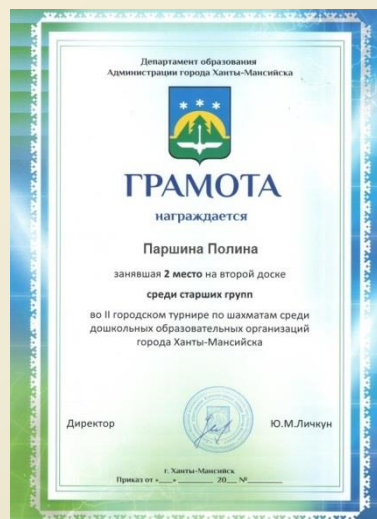 Департамент образования
Администрации города Ханты-Мансийска
ГРАМОТА
награждается
Паршина Полина
занявшая 2 место на второй доске
среди старших групп
во II городском турнире по шахматам среди
дошкольных образовательных организаций
города Ханты-Мансийска
Директор Ю.М.Личкун
г. Ханты-Мансийск
Приказ от «___» ________ 20__ №________